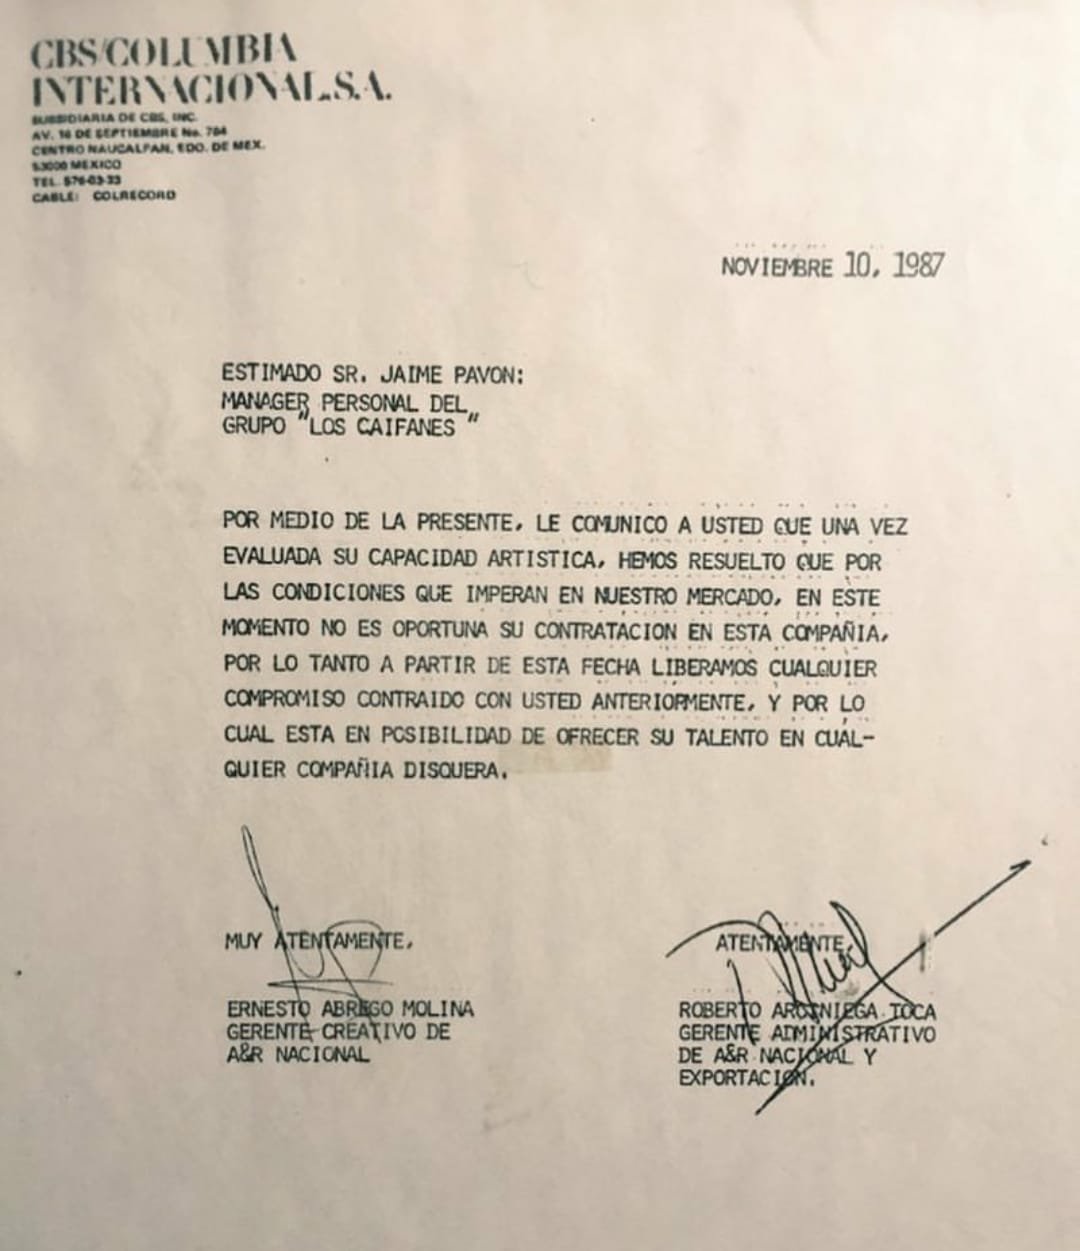 CBS/COLUMBIA
INTERNACIONAL, S.A.
SUBSIDIARIA DE CBS, INC.
AV. 16 DE SEPTIEMBRE No. 784
CENTRO NAUCALPAN, EDO. DE MEX.
53000 MEXICO
TEL. 576-03-33
CABLE: COLRECORD
NOVIEMBRE 10, 1987
ESTIMADO SR. JAIME PAVON:
MANAGER PERSONAL DEL
GRUPO "LOS CAIFANES "
POR MEDIO DE LA PRESENTE, LE COMUNICO A USTED QUE UNA VEZ
EVALUADA SU CAPACIDAD ARTISTICA, HEMOS RESUELTO QUE POR
LAS CONDICIONES QUE IMPERAN EN NUESTRO MERCADO, EN ESTE
MOMENTO NO ES OPORTUNA SU CONTRATACION EN ESTA COMPAÑIA,
POR LO TANTO A PARTIR DE ESTA FECHA LIBERAMOS CUALQUIER
COMPROMISO CONTRAIDO CON USTED ANTERIORMENTE, Y POR LO
CUAL ESTA EN POSIBILIDAD DE OFRECER SU TALENTO EN CUAL-
QUIER COMPAÑIA DISQUERA.
MUY ATENTAMENTE,
ATENTAMENTE,
ERNESTO ABREGO MOLINA
GERENTE CREATIVO DE
A&R NACIONAL
ROBERTO TOCA
GERENTE ADMINISTRATIVO
DE A&R NACIONAL Y
EXPORTACION.